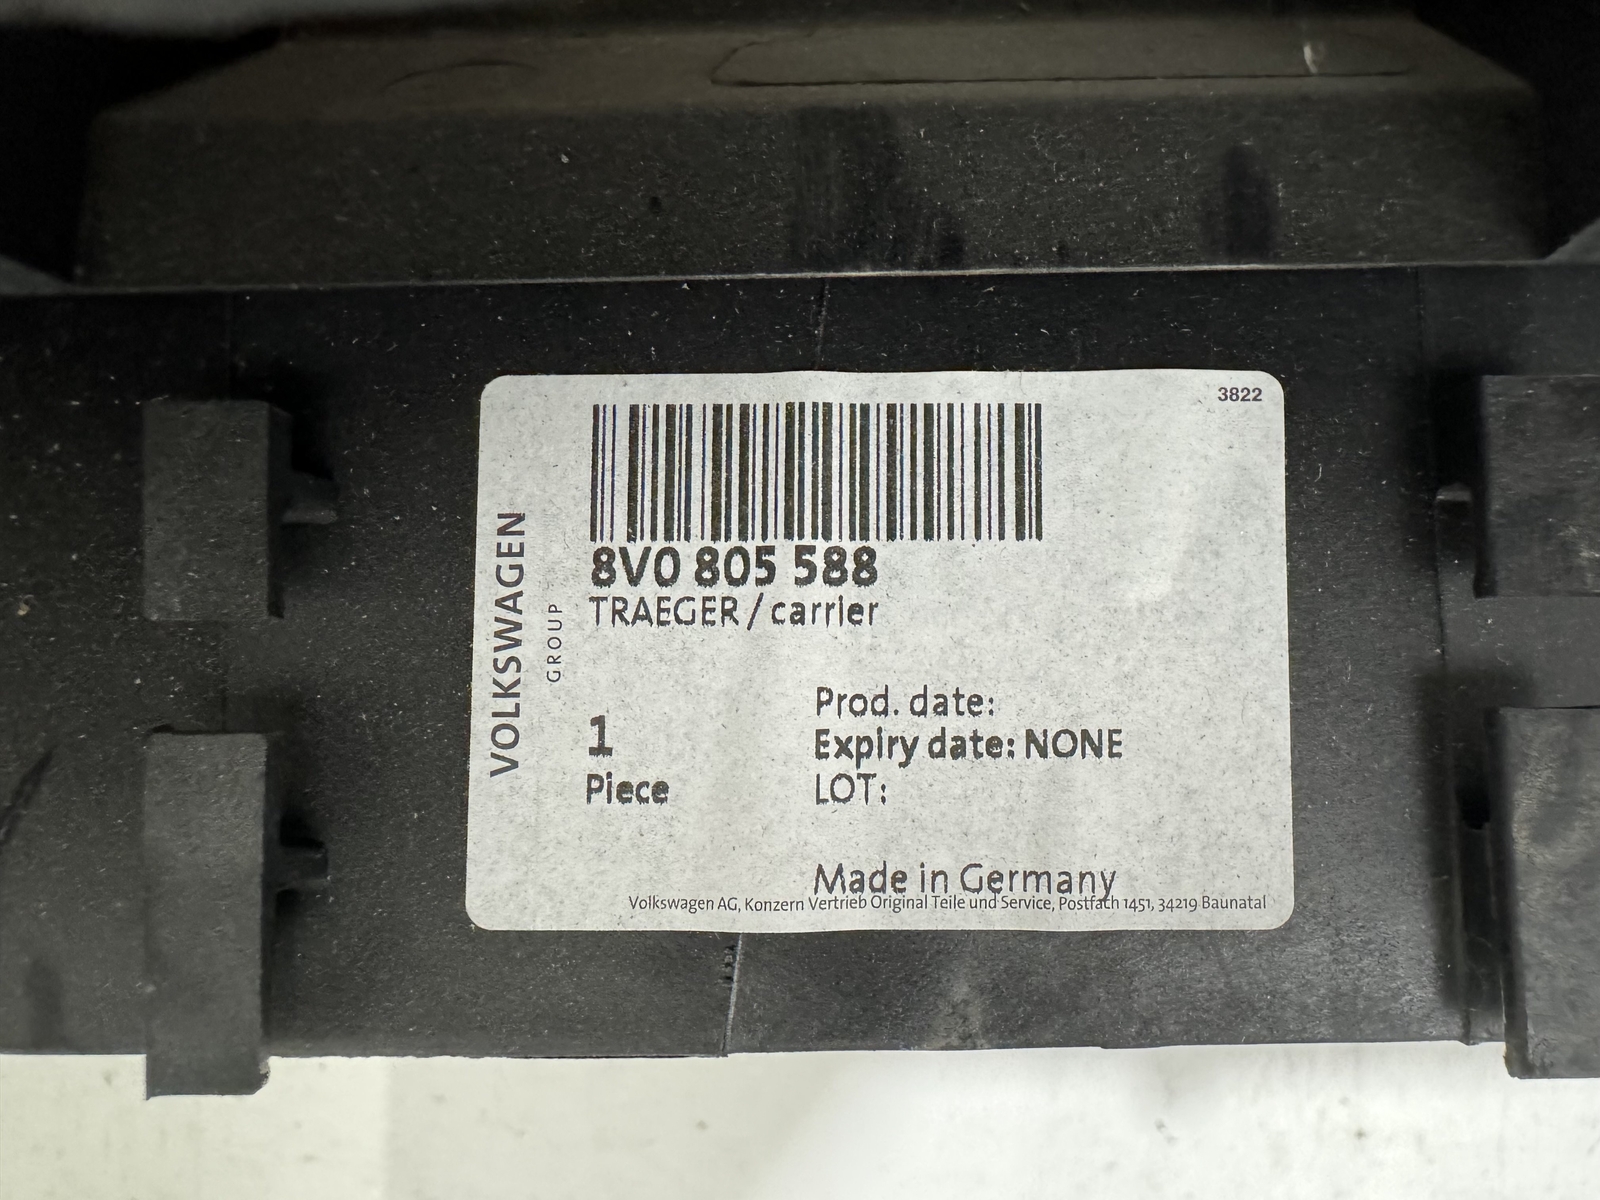 3822
VOLKSWAGEN
GROUP
8V0 805 588
TRAEGER / carrier
1
Piece
Prod. date:
Expiry date: NONE
LOT:
Made in Germany
Volkswagen AG, Konzern Vertrieb Original Teile und Service, Postfach 1451, 34219 Baunatal